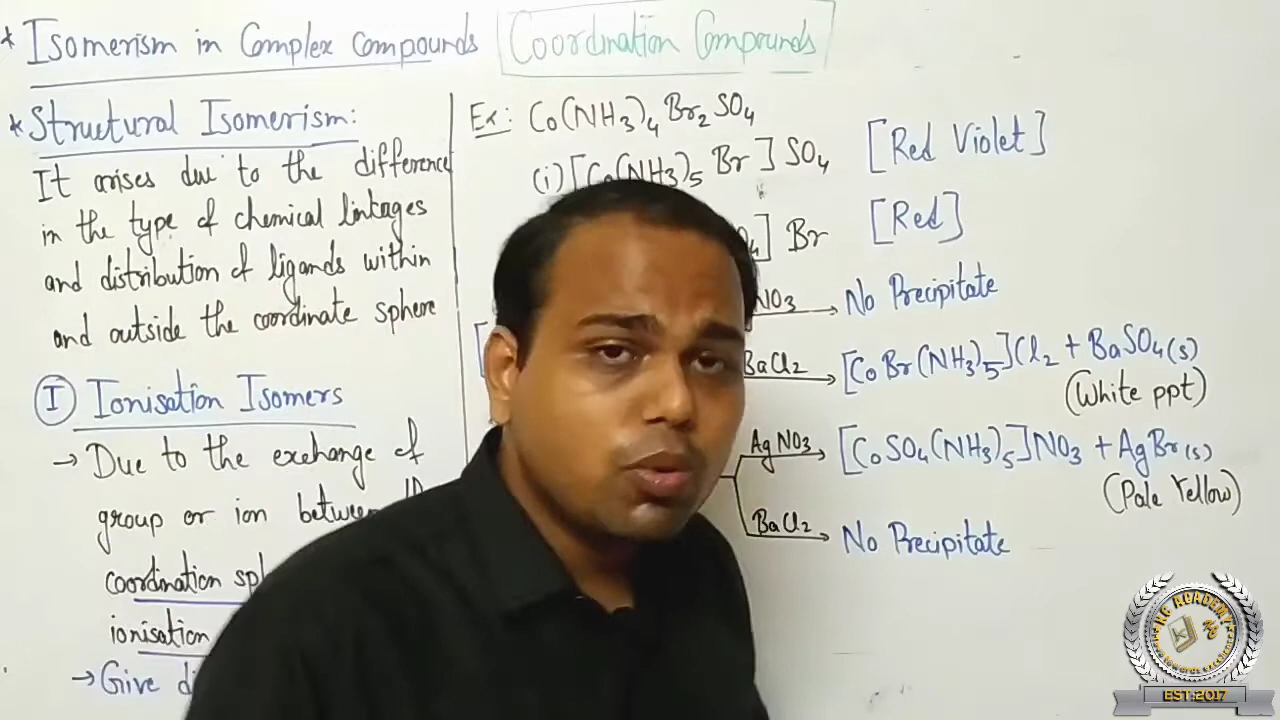 * Isomerism in Complex Compounds
Coordination Compounds
* Structural Isomerism:
It arises due to the difference
in the type of chemical linkages
and distribution of ligands within
and outside the coordinate sphere
I Ionisation Isomers
→ Due to the exchange of
group or ion
coordination
ionisation
→ Give
Ex: Co(NH3)4 Br2 SO4
(i) [Co(NH3)5 Br] SO4 [Red Violet]
] Br [Red]
→ No Precipitate
BaCl2 → [CoBr(NH3)5]Cl2 + BaSO4(s)
(White ppt)
AgNO3 → [CoSO4(NH3)5]NO3 + AgBr(s)
(Pale Yellow)
BaCl2 → No Precipitate
ACADEMY
EST.2017